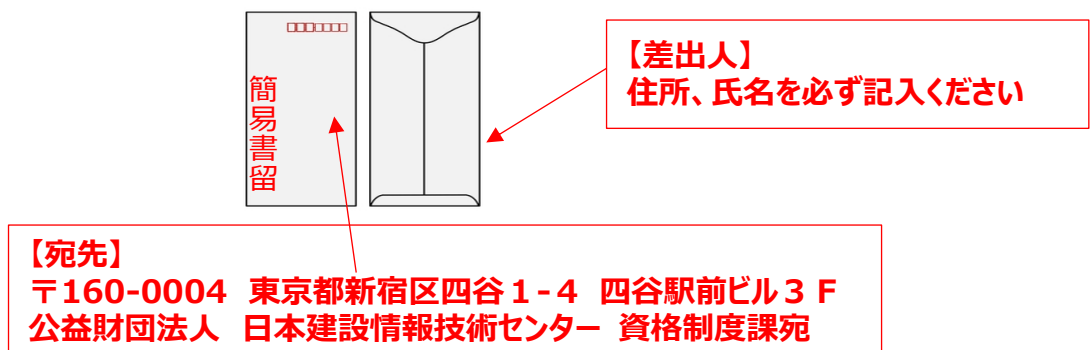 簡易書留
【差出人】
住所、氏名を必ず記入ください
【宛先】
〒160-0004 東京都新宿区四谷１-４ 四谷駅前ビル３Ｆ
公益財団法人 日本建設情報技術センター 資格制度課宛